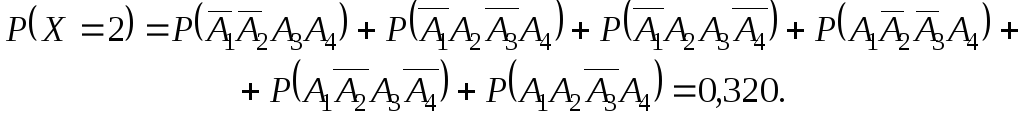 P(X=2)=P(A̅₁A̅₂A₃A₄)+P(A̅₁A₂A̅₃A₄)+P(A̅₁A₂A₃A̅₄)+P(A₁A̅₂A̅₃A₄)+
+P(A₁A̅₂A₃A̅₄)+P(A₁A₂A̅₃A₄)=0,320.